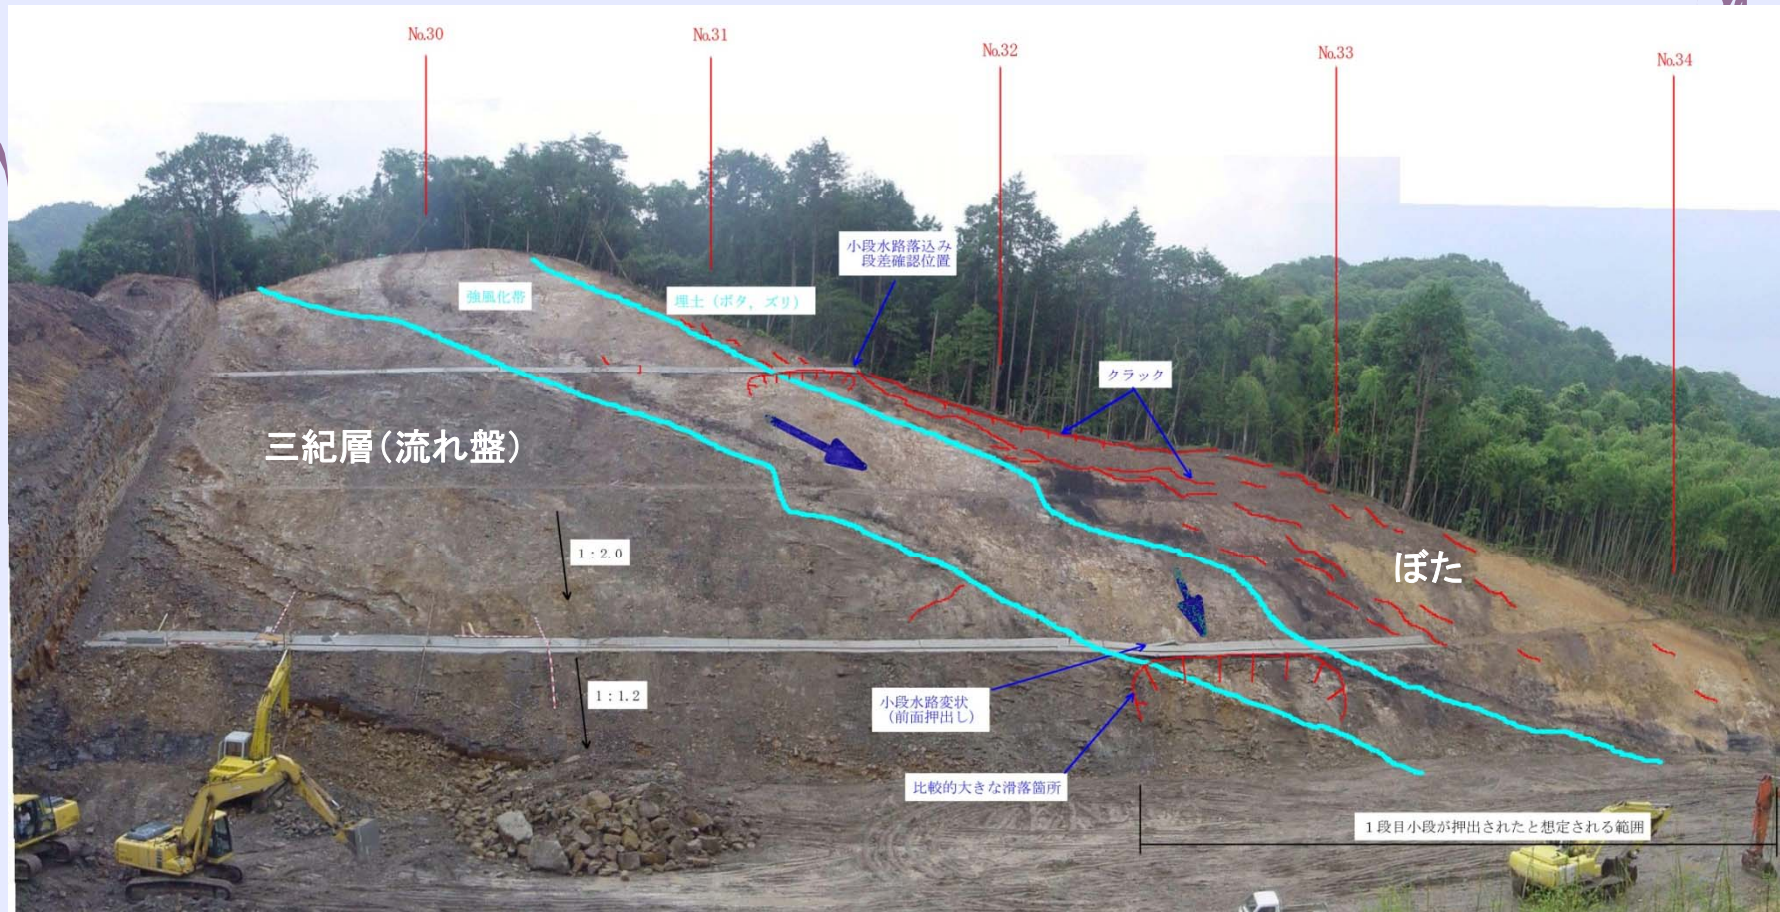 No.30
No.31
No.32
No.33
No.34
小段水路落込み
段差確認位置
強風化帯
埋土（ボタ，ズリ）
クラック
三紀層（流れ盤）
1：2.0
ぼた
1：1.2
小段水路変状
（前面押出し）
比較的大きな滑落箇所
１段目小段が押出されたと想定される範囲